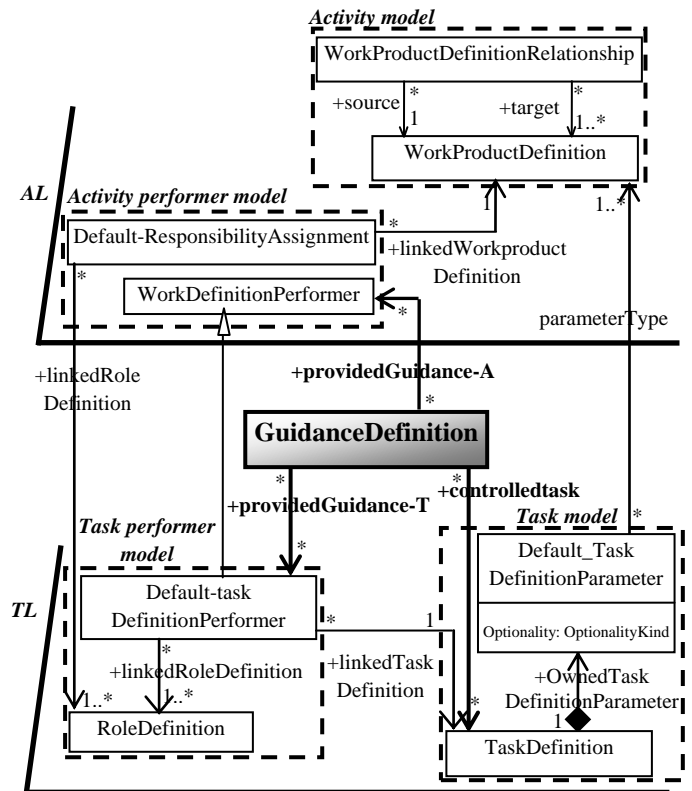 Activity model
WorkProductDefinitionRelationship
*
*
+source
+target
1
1..*
WorkProductDefinition
AL
Activity performer model
1
1..*
Default-ResponsibilityAssignment
*
+linkedWorkproduct
Definition
*
WorkDefinitionPerformer
*
parameterType
+linkedRole
Definition
+providedGuidance-A
*
GuidanceDefinition
*
*
+providedGuidance-T
+controlledtask
Task performer
model
Task model
*
*
Default_Task
DefinitionParameter
TL
Default-task
DefinitionPerformer
*
1
Optionality: OptionalityKind
*
+linkedRoleDefinition
+linkedTask
Definition
+OwnedTask
DefinitionParameter
1..*
1..*
*
1
RoleDefinition
TaskDefinition